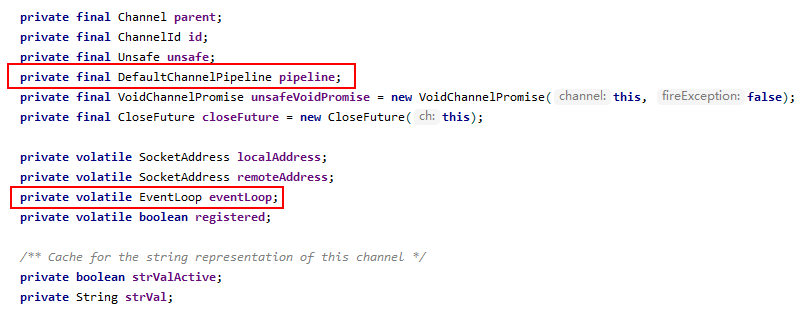 private final Channel parent;
private final ChannelId id;
private final Unsafe unsafe;
private final DefaultChannelPipeline pipeline;
private final VoidChannelPromise unsafeVoidPromise = new VoidChannelPromise( channel: this, fireException: false);
private final CloseFuture closeFuture = new CloseFuture( ch: this);
private volatile SocketAddress localAddress;
private volatile SocketAddress remoteAddress;
private volatile EventLoop eventLoop;
private volatile boolean registered;
/** Cache for the string representation of this channel */
private boolean strValActive;
private String strVal;